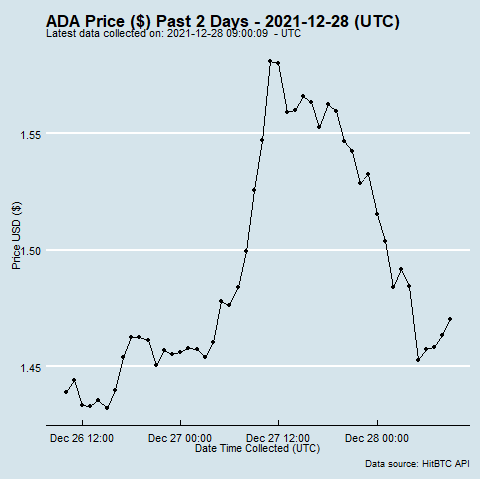 ADA Price ($) Past 2 Days - 2021-12-28 (UTC)
Latest data collected on: 2021-12-28 09:00:09  - UTC
1.55
1.50
1.45
Price USD ($)
Dec 26 12:00 Dec 27 00:00 Dec 27 12:00 Dec 28 00:00
Date Time Collected (UTC)
Data source: HitBTC API